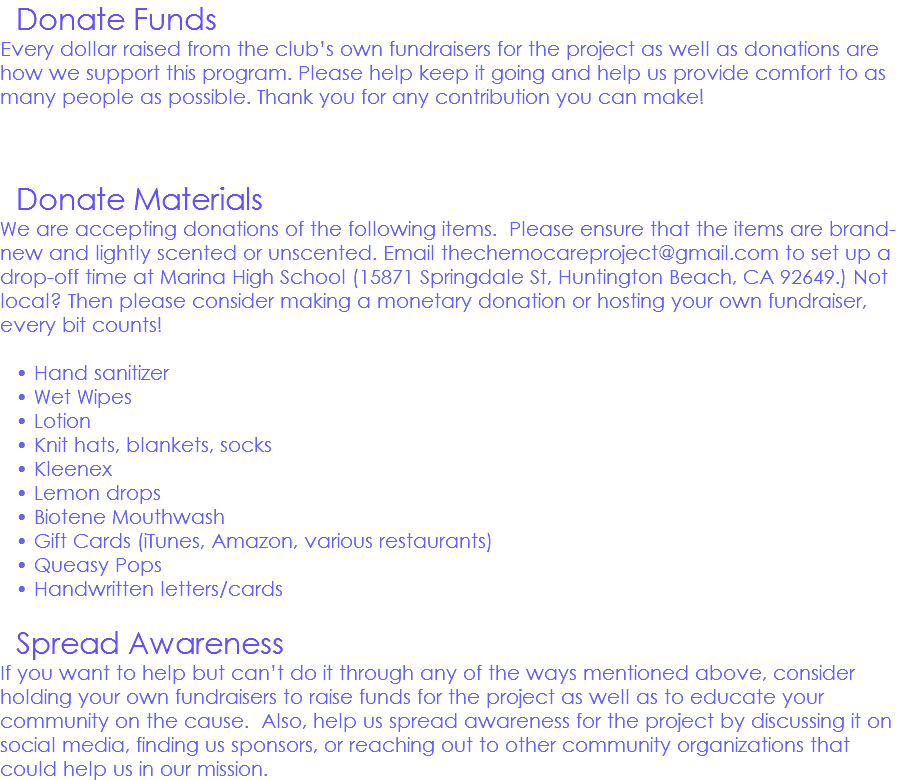 Donate Funds
Every dollar raised from the club's own fundraisers for the project as well as donations are
how we support this program. Please help keep it going and help us provide comfort to as
many people as possible. Thank you for any contribution you can make!
Donate Materials
We are accepting donations of the following items.  Please ensure that the items are brand-
new and lightly scented or unscented. Email thechemocareproject@gmail.com to set up a
drop-off time at Marina High School (15871 Springdale St, Huntington Beach, CA 92649.) Not
local? Then please consider making a monetary donation or hosting your own fundraiser,
every bit counts!
• Hand sanitizer
• Wet Wipes
• Lotion
• Knit hats, blankets, socks
• Kleenex
• Lemon drops
• Biotene Mouthwash
• Gift Cards (iTunes, Amazon, various restaurants)
• Queasy Pops
• Handwritten letters/cards
Spread Awareness
If you want to help but can't do it through any of the ways mentioned above, consider
holding your own fundraisers to raise funds for the project as well as to educate your
community on the cause.  Also, help us spread awareness for the project by discussing it on
social media, finding us sponsors, or reaching out to other community organizations that
could help us in our mission.